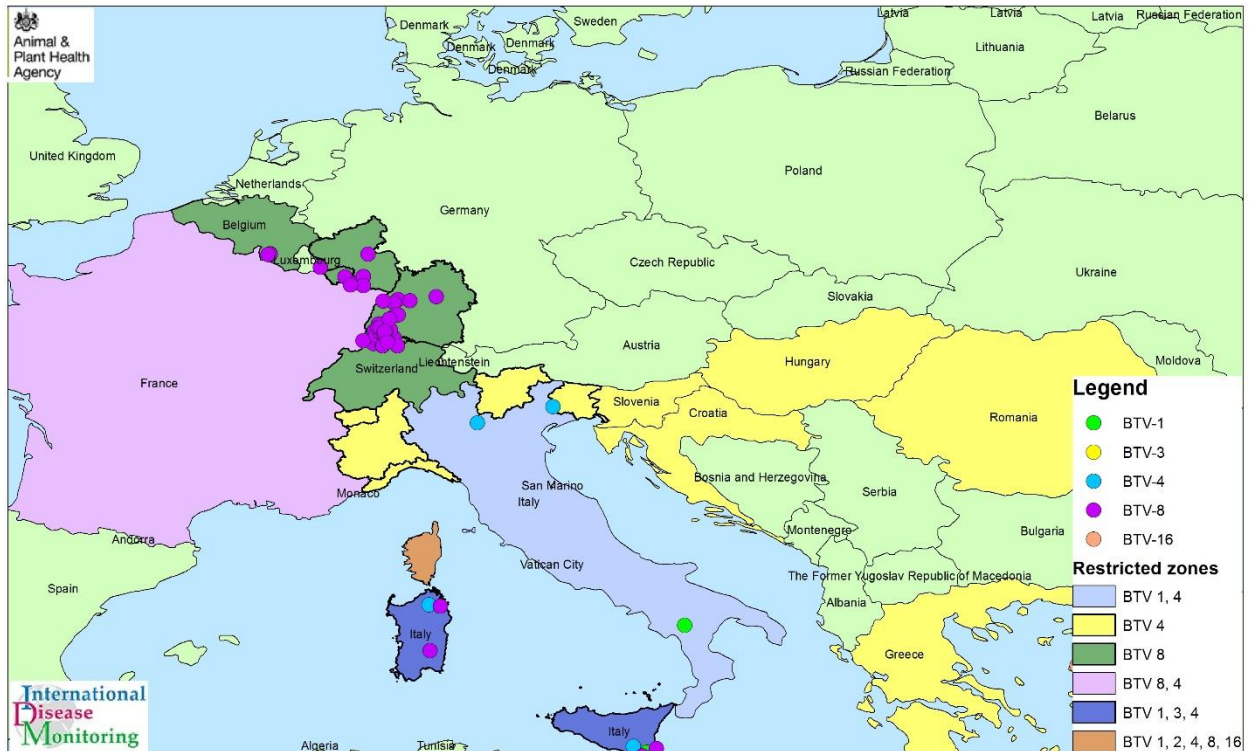 Animal &
Plant Health
Agency
Denmark
Sweden
Latvia
Latvia
Latvia
Russian Federation
Denmark
Denmark
Denmark
Denmark
Lithuania
Russian Federation
Belarus
United Kingdom
Netherlands
Poland
Germany
Belgium
Luxembourg
Czech Republic
Ukraine
Slovakia
Austria
Moldova
Liechtenstein
Switzerland
Hungary
France
Slovenia
Croatia
Romania
Bosnia and Herzegovina
San Marino
Italy
Serbia
Monaco
Montenegro
Bulgaria
Andorra
Vatican City
The Former Yugoslav Republic of Macedonia
Spain
Albania
Italy
Greece
Italy
Algeria
Tunisia
Legend
BTV-1
BTV-3
BTV-4
BTV-8
BTV-16
Restricted zones
BTV 1, 4
BTV 4
BTV 8
BTV 8, 4
BTV 1, 3, 4
BTV 1, 2, 4, 8, 16
International
Disease
Monitoring